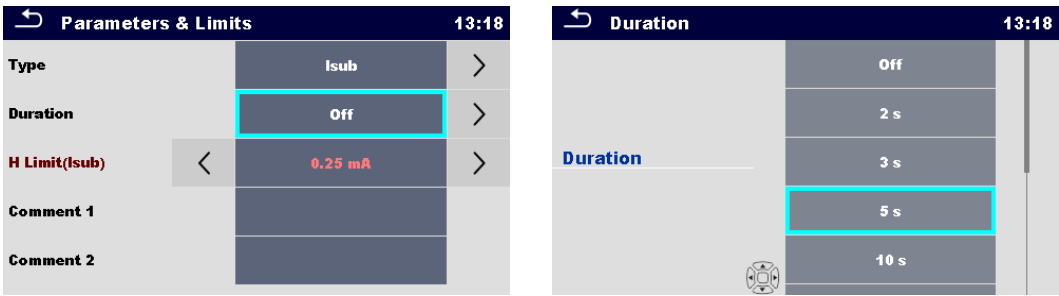 Parameters & Limits 13:18
Type Isub
Duration Off
H Limit(Isub) 0.25 mA
Comment 1
Comment 2
Duration 13:18
Off
2 s
3 s
Duration
5 s
10 s